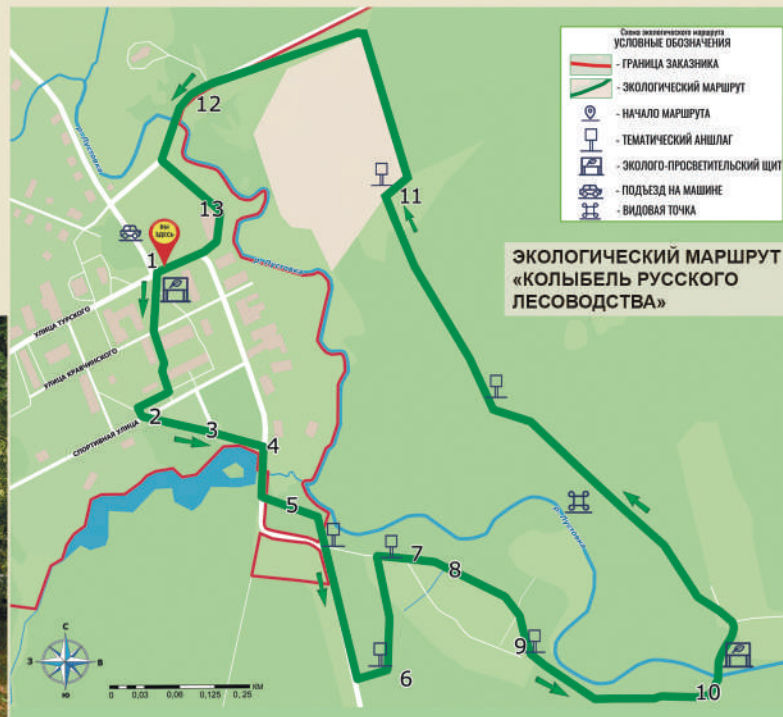 Схема экологического маршрута
УСЛОВНЫЕ ОБОЗНАЧЕНИЯ
- ГРАНИЦА ЗАКАЗНИКА
- ЭКОЛОГИЧЕСКИЙ МАРШРУТ
- НАЧАЛО МАРШРУТА
- ТЕМАТИЧЕСКИЙ АНШЛАГ
- ЭКОЛОГО-ПРОСВЕТИТЕЛЬСКИЙ ЩИТ
- ПОДЪЕЗД НА МАШИНЕ
- ВИДОВАЯ ТОЧКА
ЭКОЛОГИЧЕСКИЙ МАРШРУТ
«КОЛЫБЕЛЬ РУССКОГО
ЛЕСОВОДСТВА»
р. Лустовка
12
11
13
ВЫ
ЗДЕСЬ
1
р. Лустовка
УЛИЦА ТУРСКОГО
УЛИЦА КРАВЧИНСКОГО
СПОРТИВНАЯ УЛИЦА
2
3
4
5
р. Лустовка
7
8
9
6
10
С
З
В
Ю
0 0,03 0,06 0,125 0,25 КМ